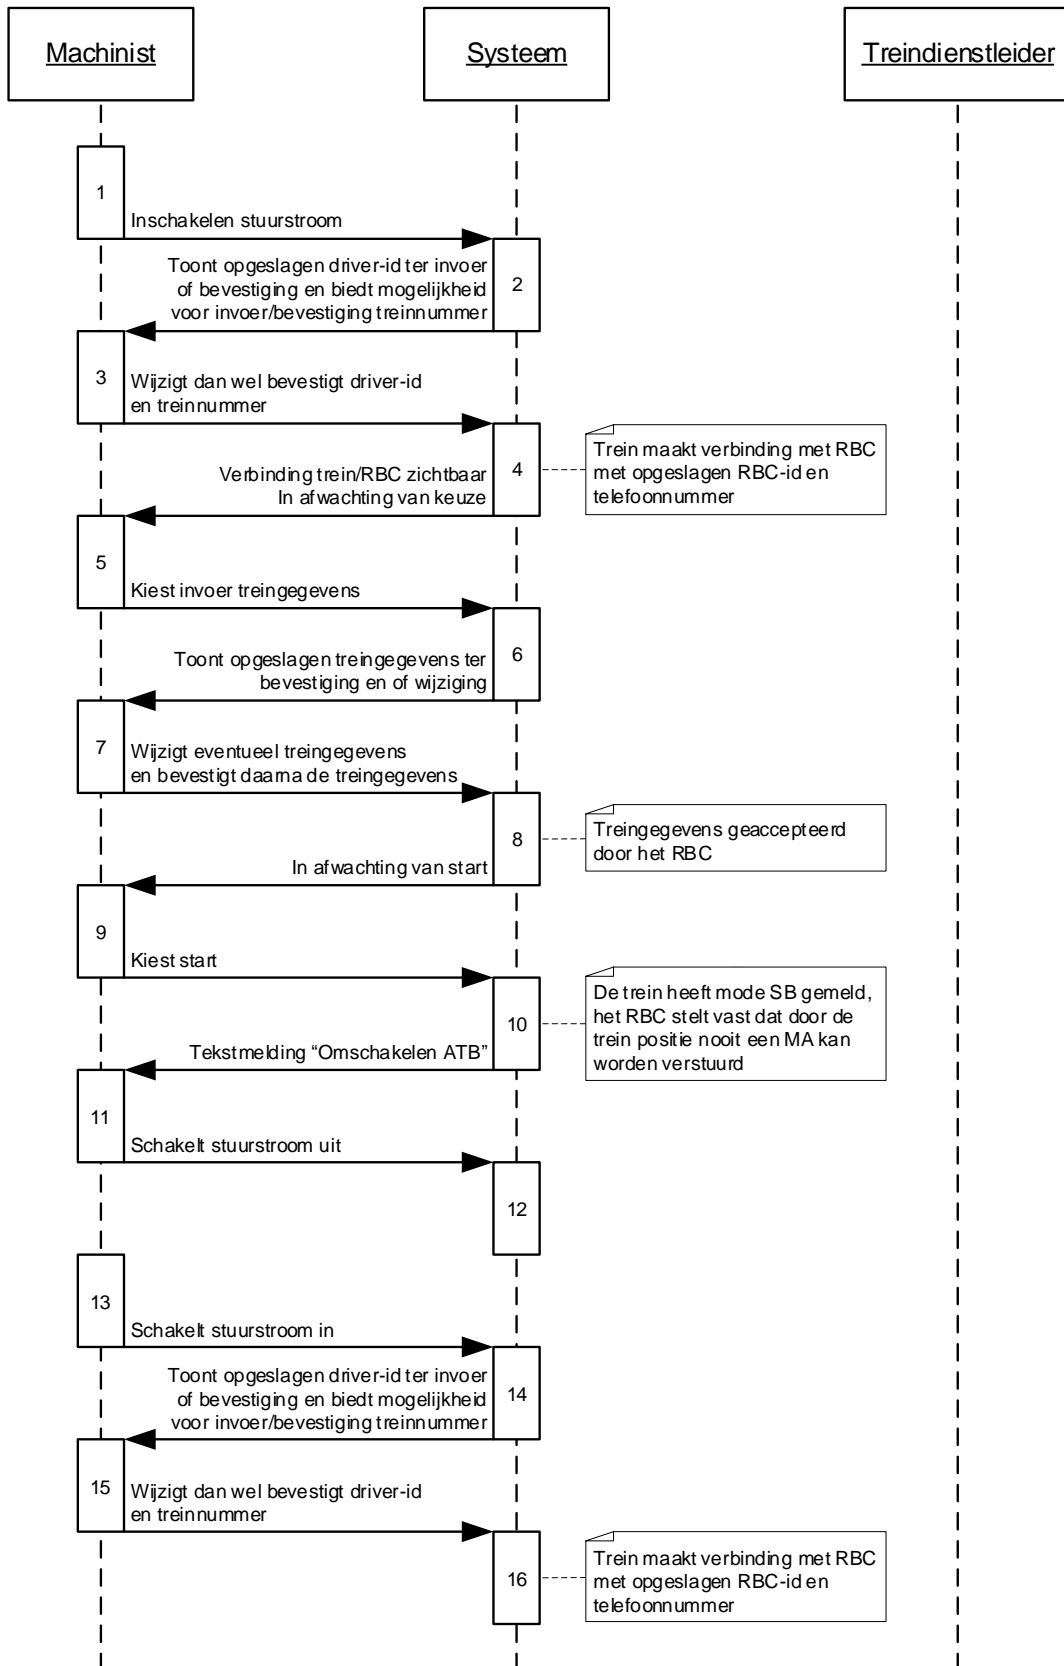 Machinist
Systeem
Treindienstleider
1
Inschakelen stuurstroom
Toont opgeslagen driver-id ter invoer
of bevestiging en biedt mogelijkheid
voor invoer/bevestiging treinnummer
2
3
Wijzigt dan wel bevestigt driver-id
en treinnummer
Verbinding trein/RBC zichtbaar
In afwachting van keuze
4
Trein maakt verbinding met RBC
met opgeslagen RBC-id en
telefoonnummer
5
Kiest invoer treingegevens
Toont opgeslagen treingegevens ter
bevestiging en of wijziging
6
7
Wijzigt eventueel treingegevens
en bevestigt daarna de treingegevens
In afwachting van start
8
Treingegevens geaccepteerd
door het RBC
9
Kiest start
Tekstmelding “Omschakelen ATB”
10
De trein heeft mode SB gemeld,
het RBC stelt vast dat door de
trein positie nooit een MA kan
worden verstuurd
11
Schakelt stuurstroom uit
12
13
Schakelt stuurstroom in
Toont opgeslagen driver-id ter invoer
of bevestiging en biedt mogelijkheid
voor invoer/bevestiging treinnummer
14
15
Wijzigt dan wel bevestigt driver-id
en treinnummer
16
Trein maakt verbinding met RBC
met opgeslagen RBC-id en
telefoonnummer